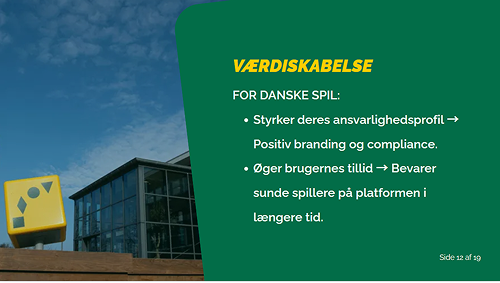 VÆRDISKABELSE
FOR DANSKE SPIL:
• Styrker deres ansvarlighedsprofil →
Positiv branding og compliance.
• Øger brugernes tillid → Bevarer
sunde spillere på platformen i
længere tid.
Side 12 af 19